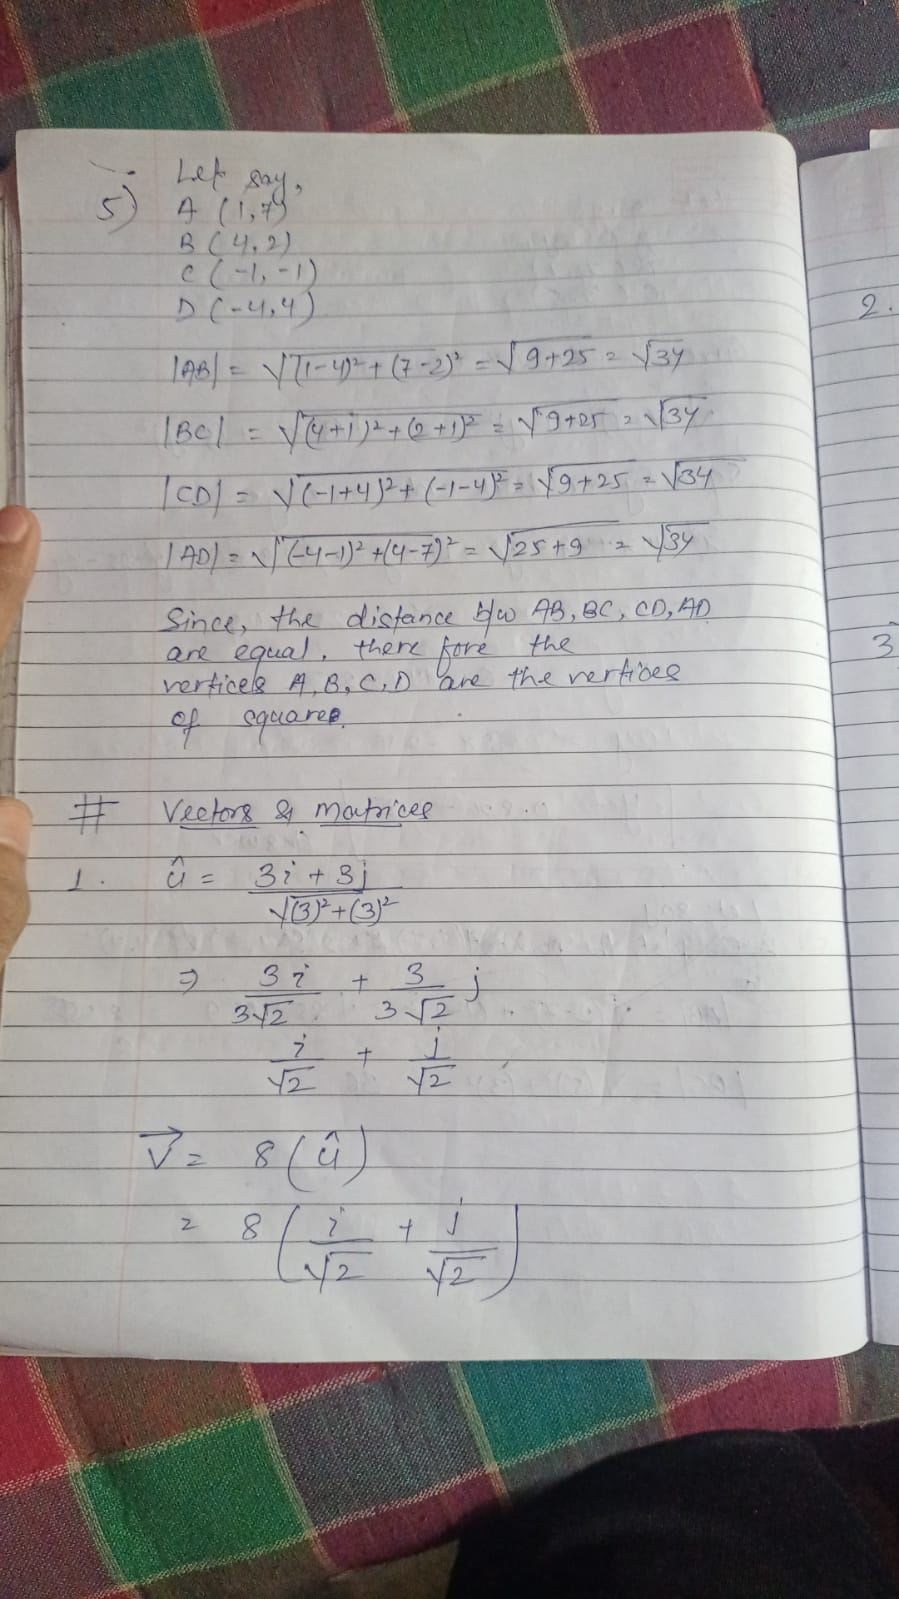 5) Let say,
A (1,7)
B (4,2)
C (-1,-1)
D (-4,4)
|AB| = √(1-4)²+(7-2)² = √9+25 = √34
|BC| = √(4+1)²+(2+1)² = √9+25 = √34
|CD| = √(-1+4)²+(-1-4)² = √9+25 = √34
|AD| = √(-4-1)²+(4-7)² = √25+9 = √34
Since, the distance b/w AB, BC, CD, AD
are equal, there fore the
verticels A, B, C, D are the vertices
of square.
# Vectors & matrices
1. û = 3i + 3j / √(3)²+(3)²
⇒ 3i/3√2 + 3/3√2 j
i/√2 + j/√2
V⃗ = 8(û)
= 8(i/√2 + j/√2)
2.
3